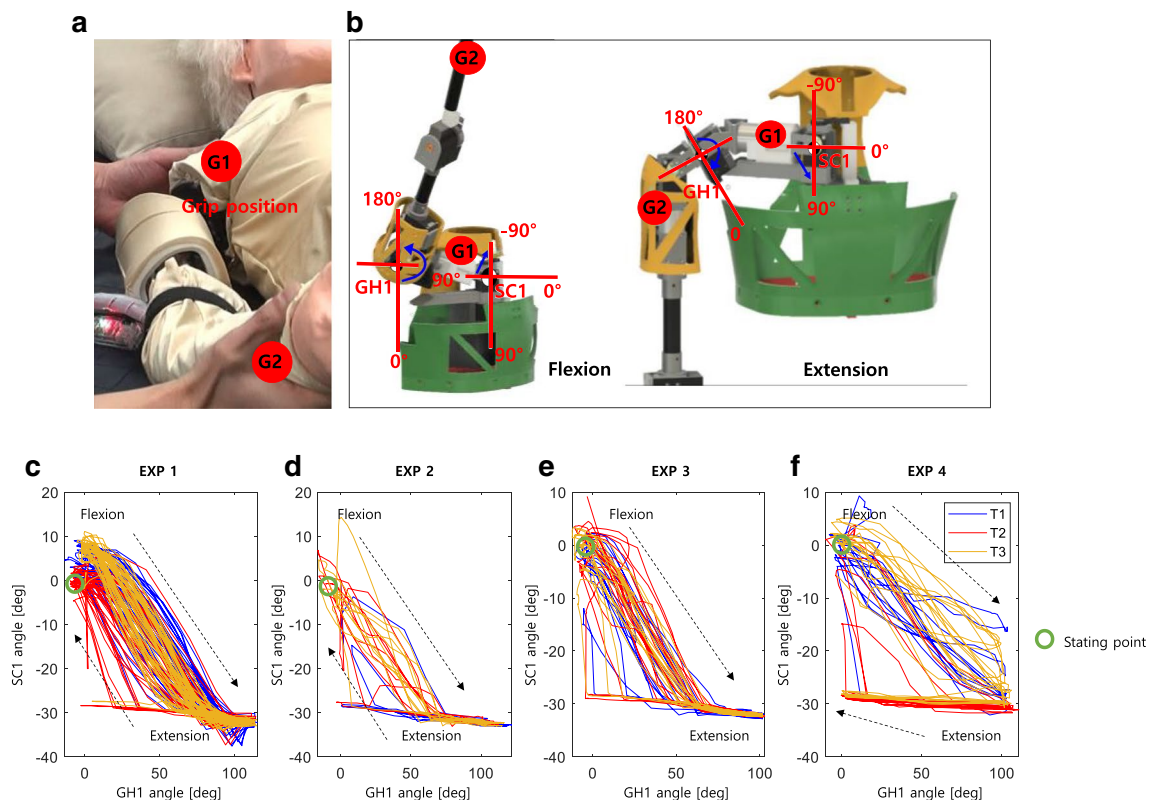 a
b
G1
Grip position
G2
G2
180°
-90°
G1
GH1
90°
SC1
0°
0°
90°
Flexion
-90°
180°
G1
SC1
0°
GH1
G2
90°
0
Extension
c
EXP 1
20
10
0
-10
-20
-30
-40
SC1 angle [deg]
Flexion
Extension
0
50
100
GH1 angle [deg]
d
EXP 2
20
10
0
-10
-20
-30
-40
SC1 angle [deg]
Flexion
Extension
0
50
100
GH1 angle [deg]
e
EXP 3
10
0
-10
-20
-30
-40
SC1 angle [deg]
Flexion
Extension
0
50
100
GH1 angle [deg]
f
EXP 4
10
0
-10
-20
-30
-40
SC1 angle [deg]
Flexion
T1
T2
T3
Extension
0
50
100
GH1 angle [deg]
Stating point